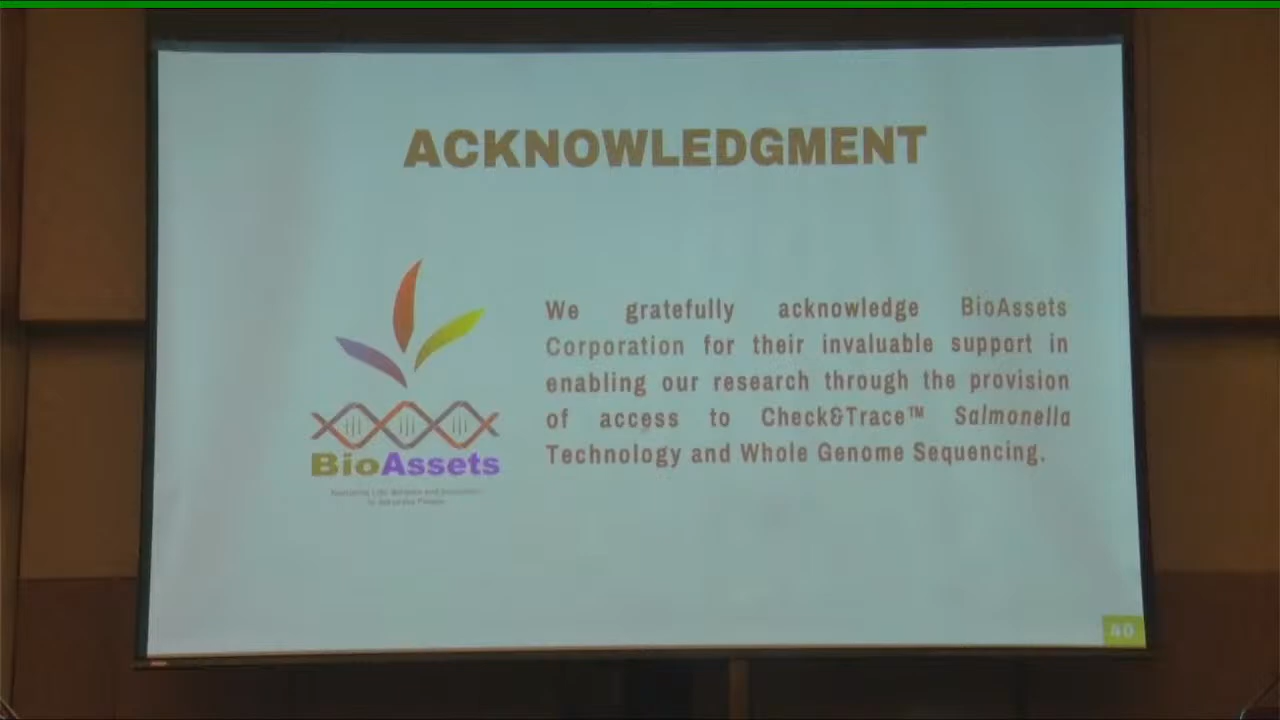 ACKNOWLEDGMENT
We gratefully acknowledge BioAssets
Corporation for their invaluable support in
enabling our research through the provision
of access to Check&Trace™ Salmonella
Technology and Whole Genome Sequencing.
BioAssets
40